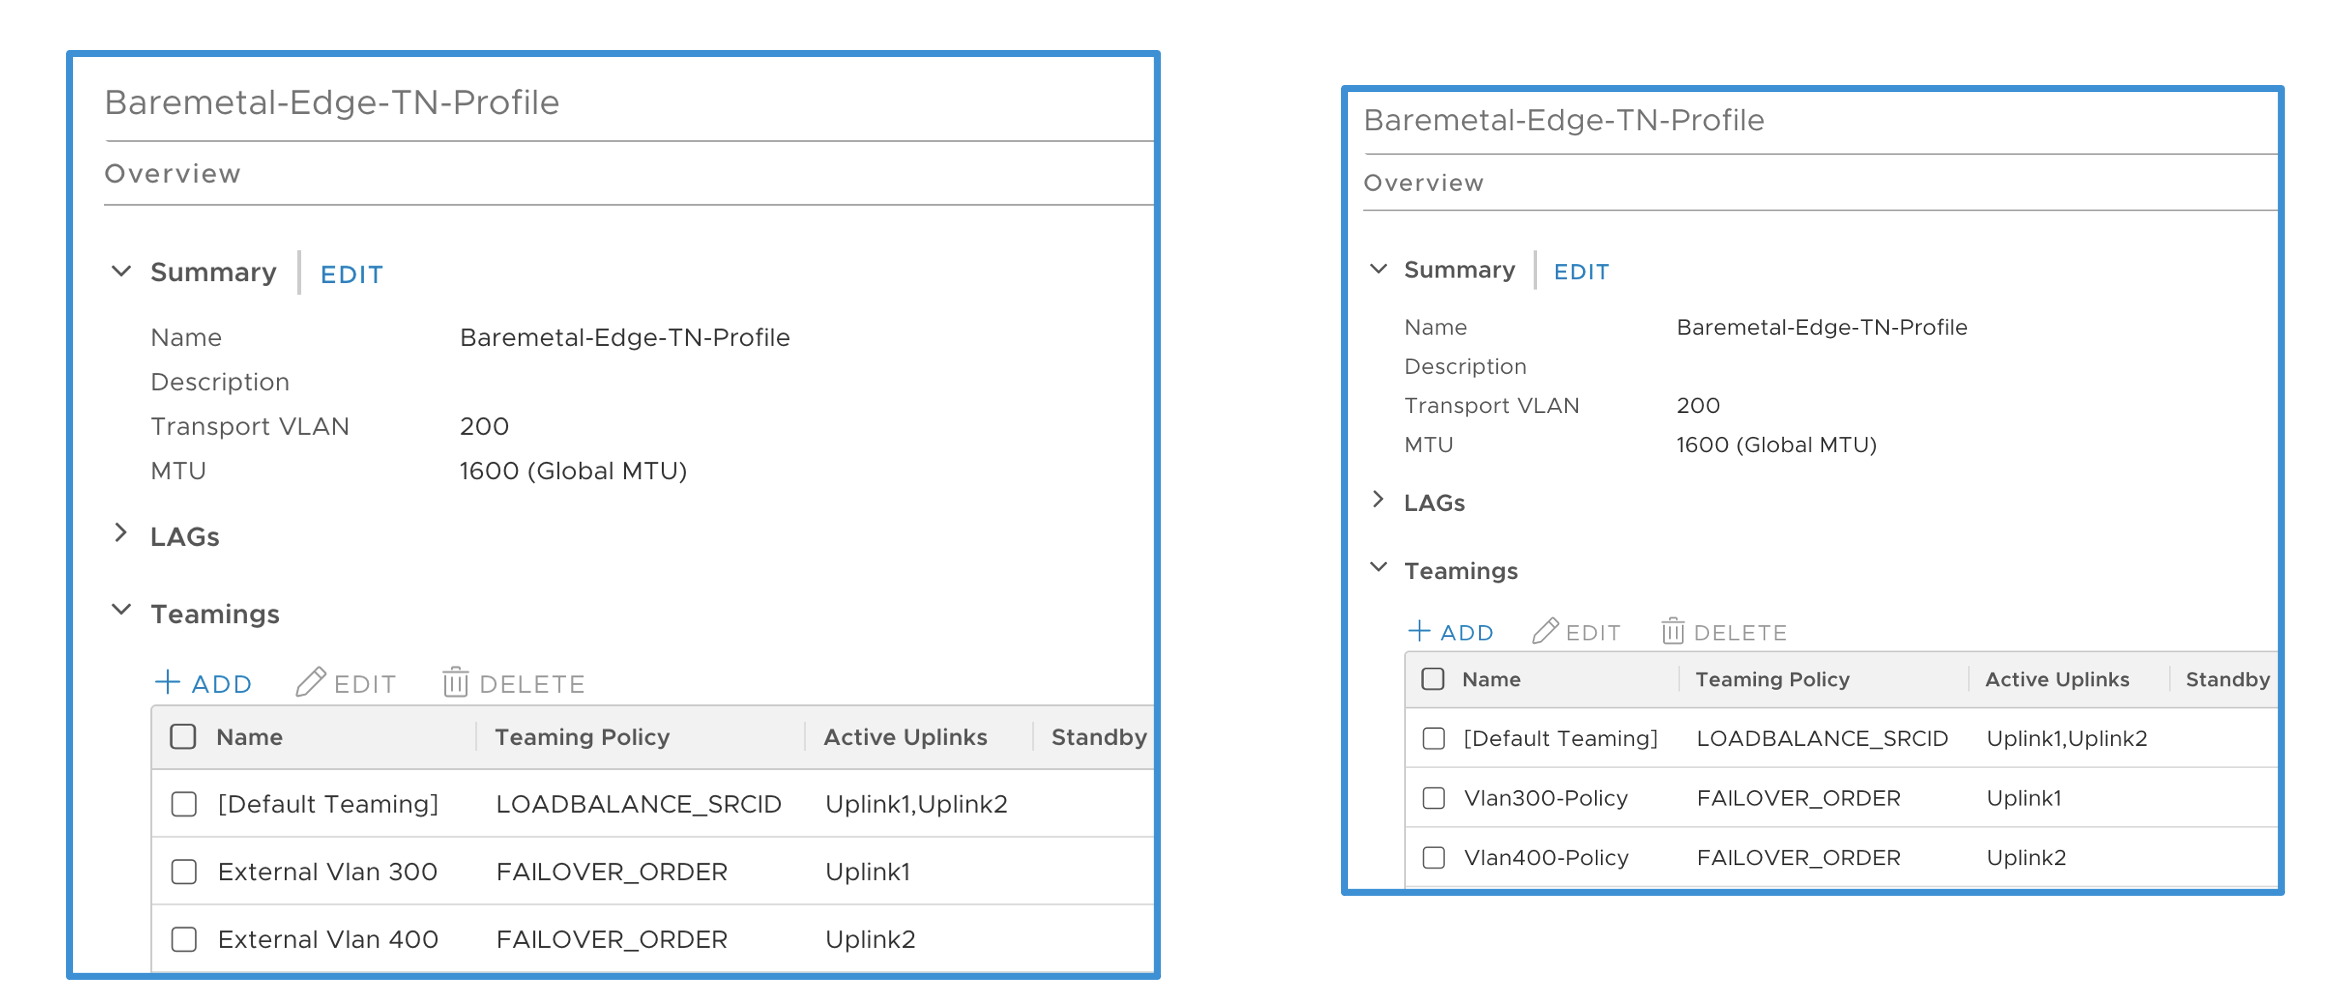 Baremetal-Edge-TN-Profile
Overview
Summary EDIT
Name Baremetal-Edge-TN-Profile
Description
Transport VLAN 200
MTU 1600 (Global MTU)
LAGs
Teamings
ADD EDIT DELETE
Name Teaming Policy Active Uplinks Standby
[Default Teaming] LOADBALANCE_SRCID Uplink1,Uplink2
External Vlan 300 FAILOVER_ORDER Uplink1
External Vlan 400 FAILOVER_ORDER Uplink2
Baremetal-Edge-TN-Profile
Overview
Summary EDIT
Name Baremetal-Edge-TN-Profile
Description
Transport VLAN 200
MTU 1600 (Global MTU)
LAGs
Teamings
ADD EDIT DELETE
Name Teaming Policy Active Uplinks Standby
[Default Teaming] LOADBALANCE_SRCID Uplink1,Uplink2
Vlan300-Policy FAILOVER_ORDER Uplink1
Vlan400-Policy FAILOVER_ORDER Uplink2